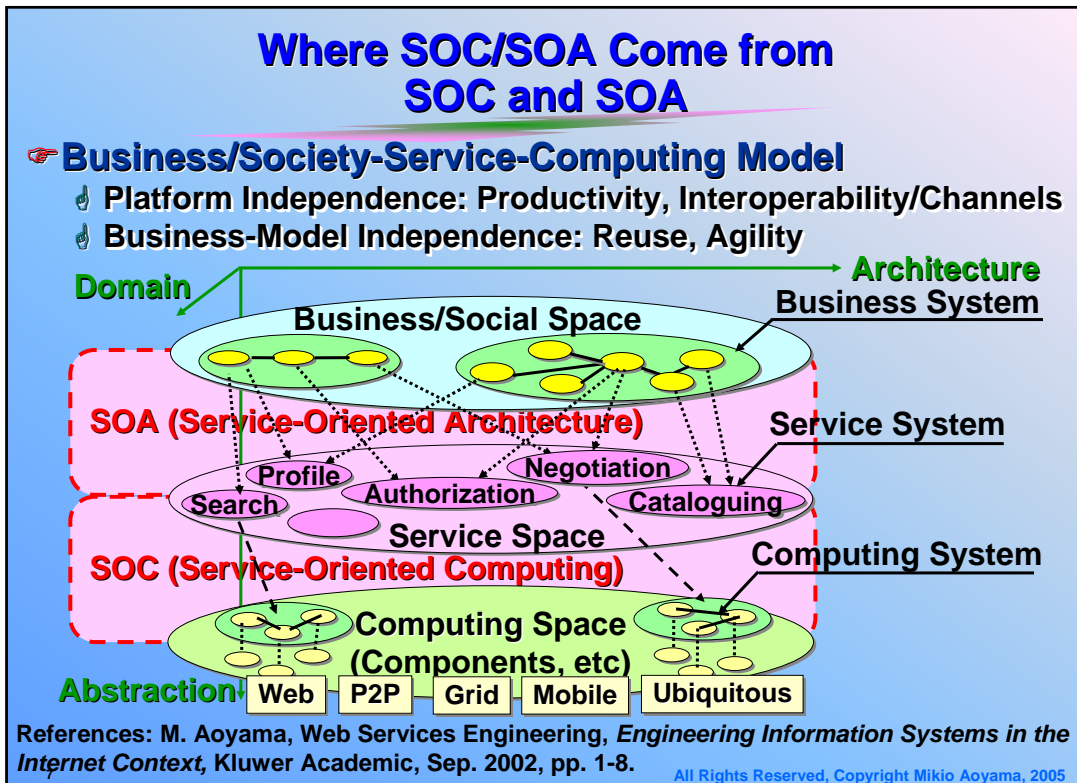 Where SOC/SOA Come from
SOC and SOA
Business/Society-Service-Computing Model
Platform Independence: Productivity, Interoperability/Channels
Business-Model Independence: Reuse, Agility
Domain
Architecture
Business/Social Space
Business System
SOA (Service-Oriented Architecture)
Service System
Profile
Negotiation
Search
Authorization
Cataloguing
Service Space
SOC (Service-Oriented Computing)
Computing System
Computing Space
(Components, etc)
Abstraction
Web
P2P
Grid
Mobile
Ubiquitous
References: M. Aoyama, Web Services Engineering, Engineering Information Systems in the
Internet Context, Kluwer Academic, Sep. 2002, pp. 1-8.
7
All Rights Reserved, Copyright Mikio Aoyama, 2005